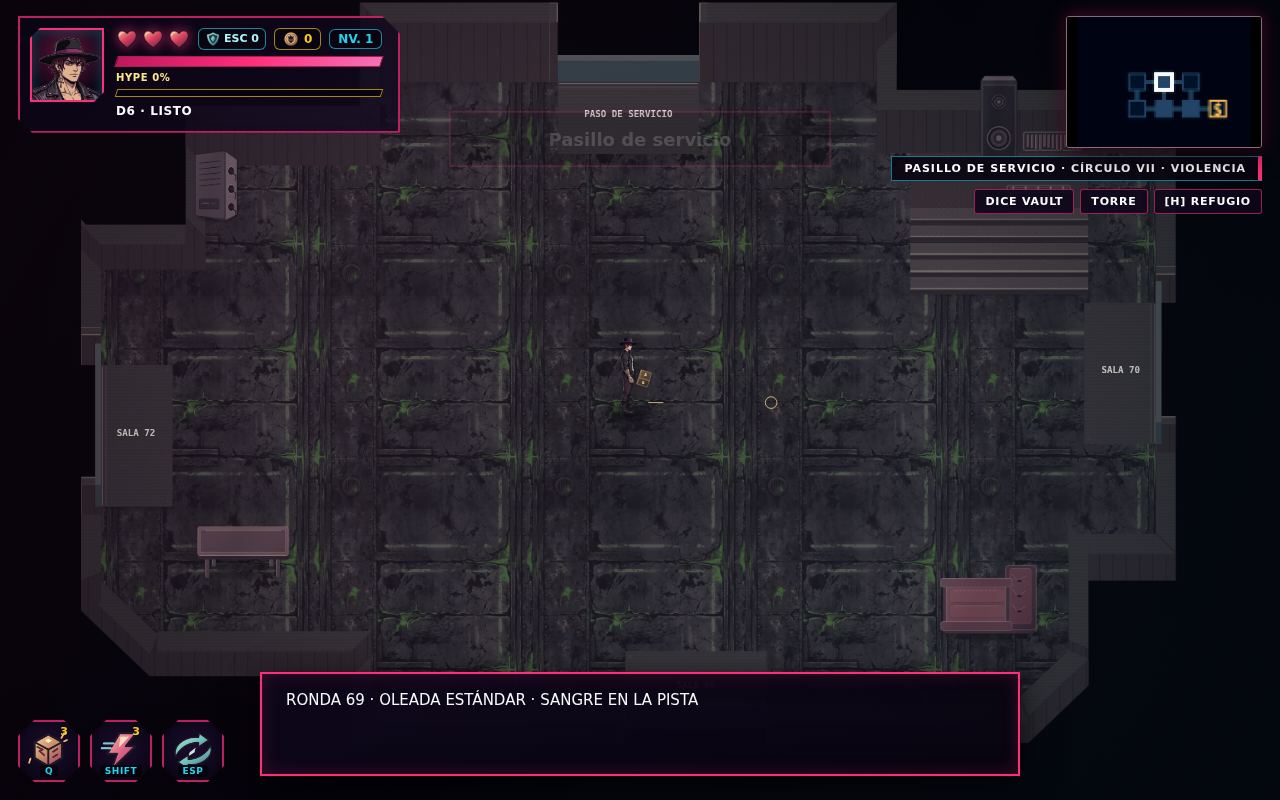 ESC 0
0
NV. 1
HYPE 0%
D6 · LISTO
PASO DE SERVICIO
Pasillo de servicio
$
PASILLO DE SERVICIO · CÍRCULO VII · VIOLENCIA
DICE VAULT
TORRE
[H] REFUGIO
SALA 70
SALA 72
RONDA 69 · OLEADA ESTÁNDAR · SANGRE EN LA PISTA
3
Q
3
SHIFT
ESP